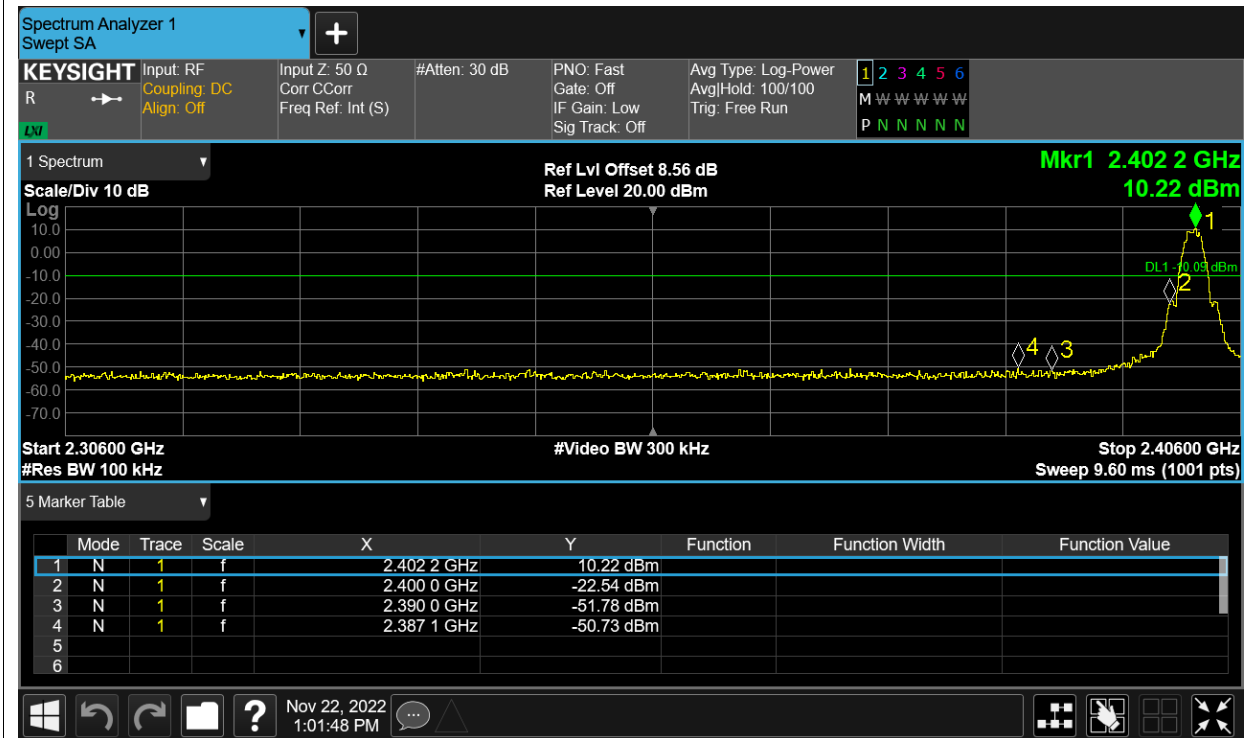 Spectrum Analyzer 1
Swept SA
+
KEYSIGHT Input: RF Input Z: 50 Ω #Atten: 30 dB PNO: Fast Avg Type: Log-Power 1 2 3 4 5 6
R Coupling: DC Corr CCorr Gate: Off Avg|Hold: 100/100 M W W W W W W
Align: Off Freq Ref: Int (S) IF Gain: Low Trig: Free Run
LXI Sig Track: Off P N N N N N
1 Spectrum Ref Lvl Offset 8.56 dB Mkr1 2.402 2 GHz
Scale/Div 10 dB Ref Level 20.00 dBm 10.22 dBm
Log
1
10.0
0.00
DL1 -10.09 dBm
-10.0
2
-20.0
-30.0
-40.0
4 3
-50.0
-60.0
-70.0
Start 2.30600 GHz #Video BW 300 kHz Stop 2.40600 GHz
#Res BW 100 kHz Sweep 9.60 ms (1001 pts)
5 Marker Table
Mode Trace Scale X Y Function Function Width Function Value
1 N 1 f 2.402 2 GHz 10.22 dBm
2 N 1 f 2.400 0 GHz -22.54 dBm
3 N 1 f 2.390 0 GHz -51.78 dBm
4 N 1 f 2.387 1 GHz -50.73 dBm
5
6
? Nov 22, 2022
1:01:48 PM